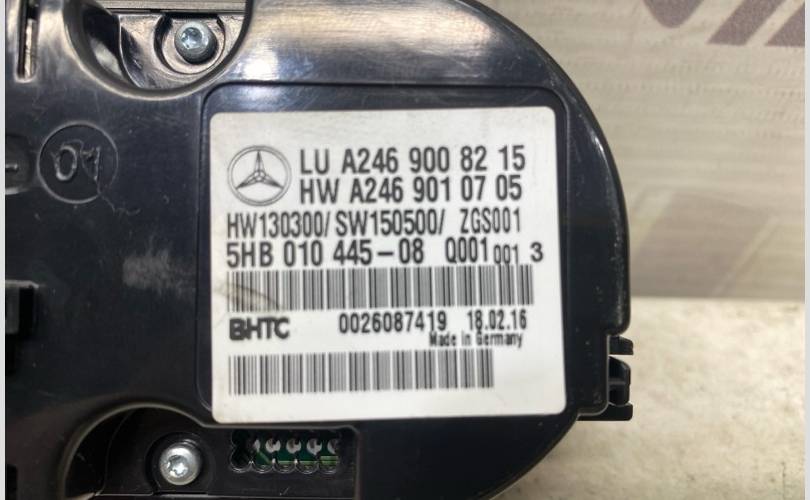 LU A246 900 82 15
HW A246 901 07 05
HW130300/ SW150500/ ZGS001
5HB 010 445-08 Q001 001 3
BHTC 0026087419 18.02.16
Made in Germany
01